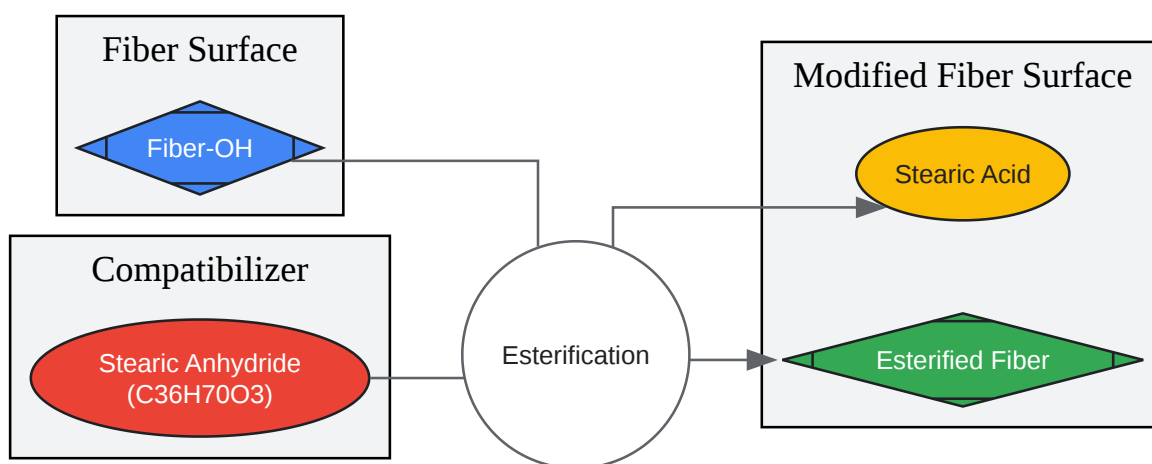 Fiber Surface
Fiber-OH
Compatibilizer
Stearic Anhydride
(C36H70O3)
Esterification
Modified Fiber Surface
Stearic Acid
Esterified Fiber